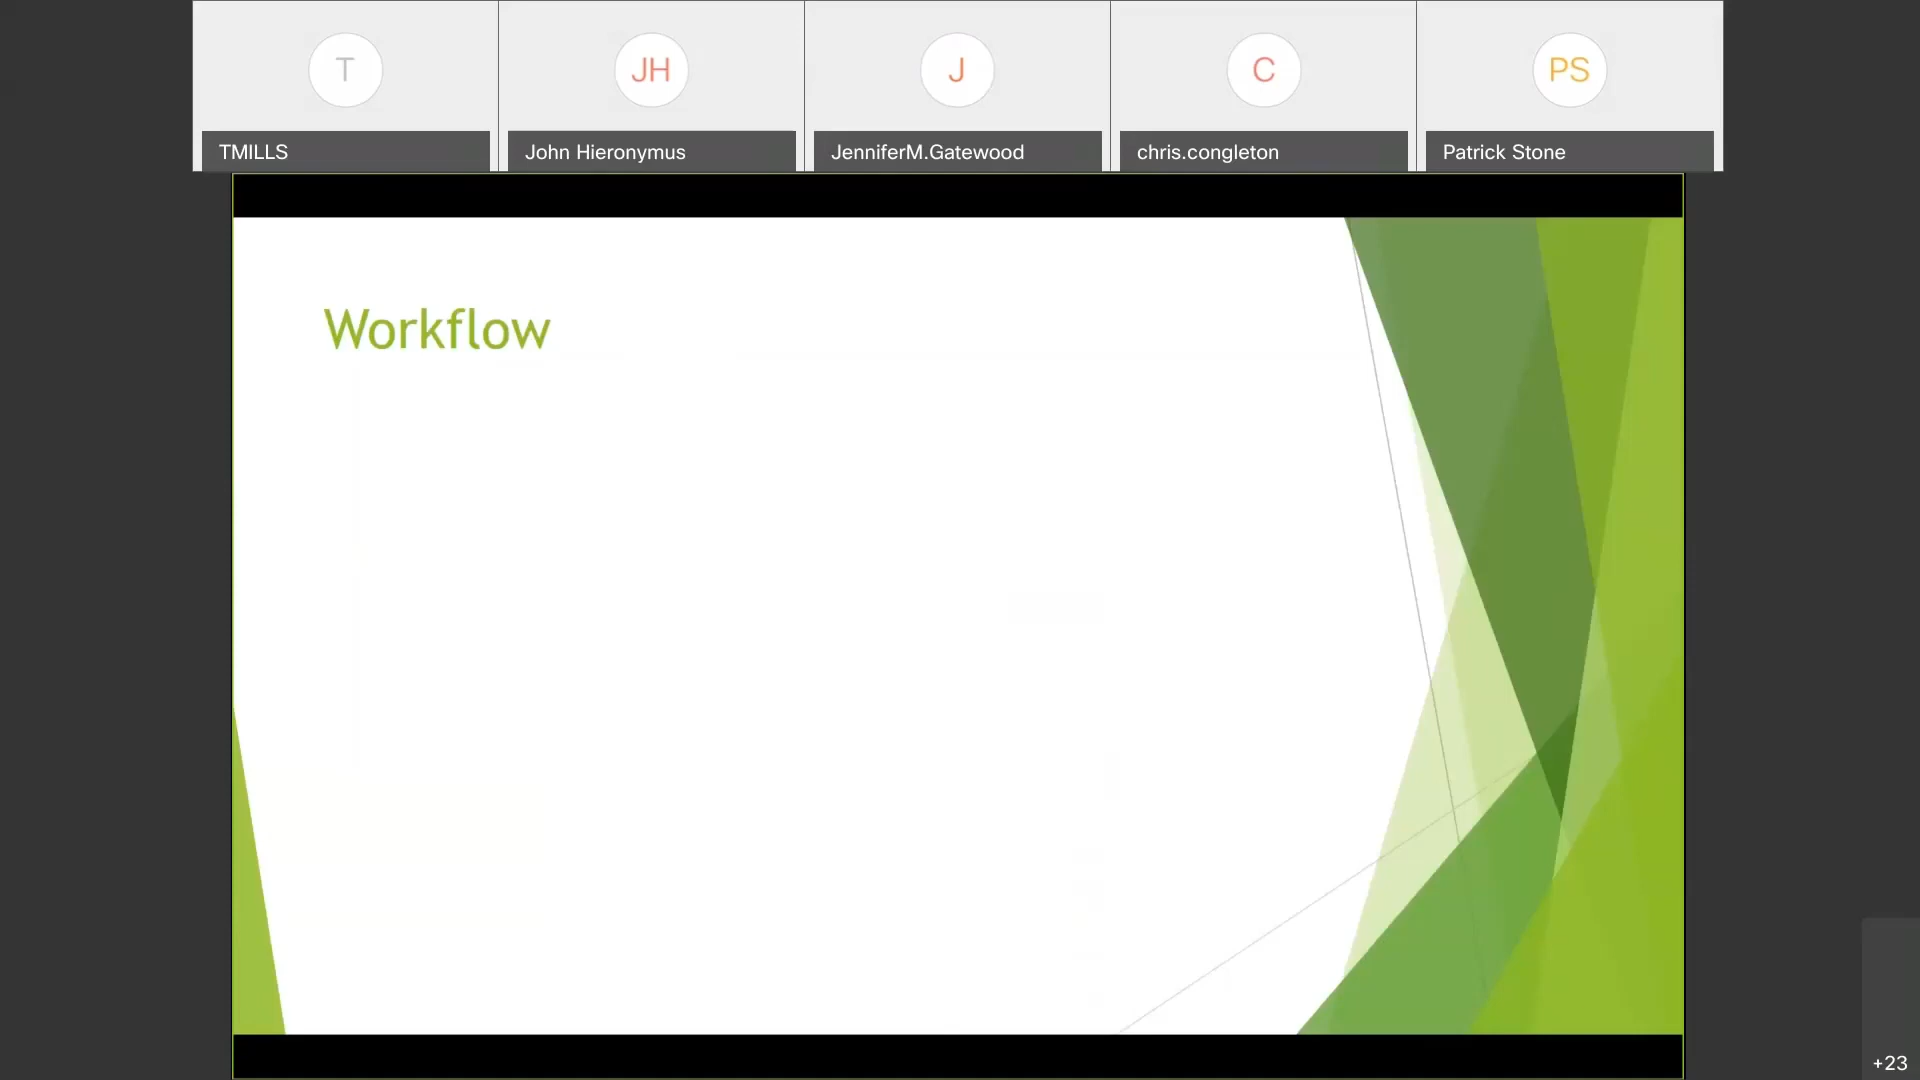 T
JH
J
C
PS
TMILLS
John Hieronymus
JenniferM.Gatewood
chris.congleton
Patrick Stone
Workflow
+23